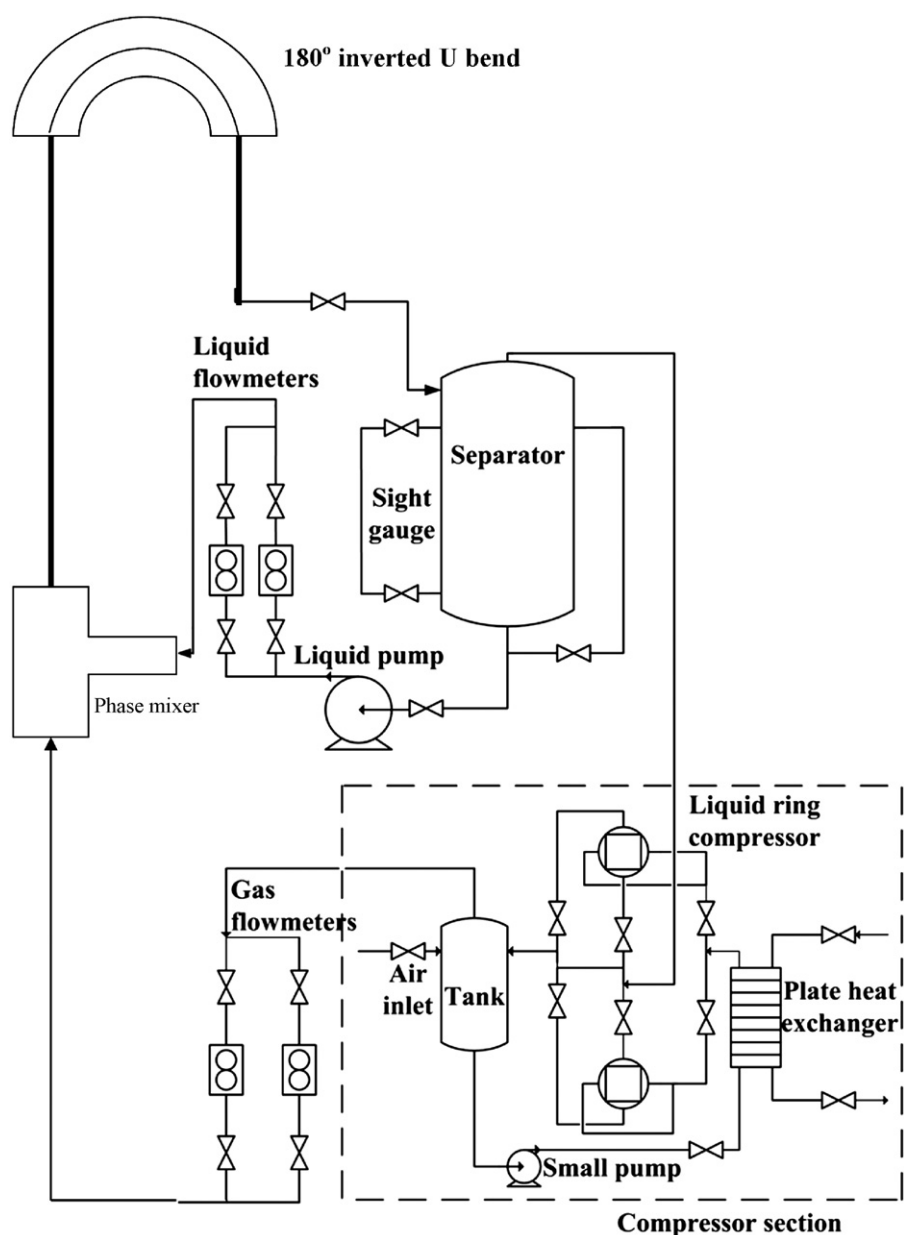 180° inverted U bend
Liquid
flowmeters
Separator
Sight
gauge
Liquid pump
Phase mixer
Liquid ring
compressor
Gas
flowmeters
Air
inlet
Tank
Plate heat
exchanger
Small pump
Compressor section